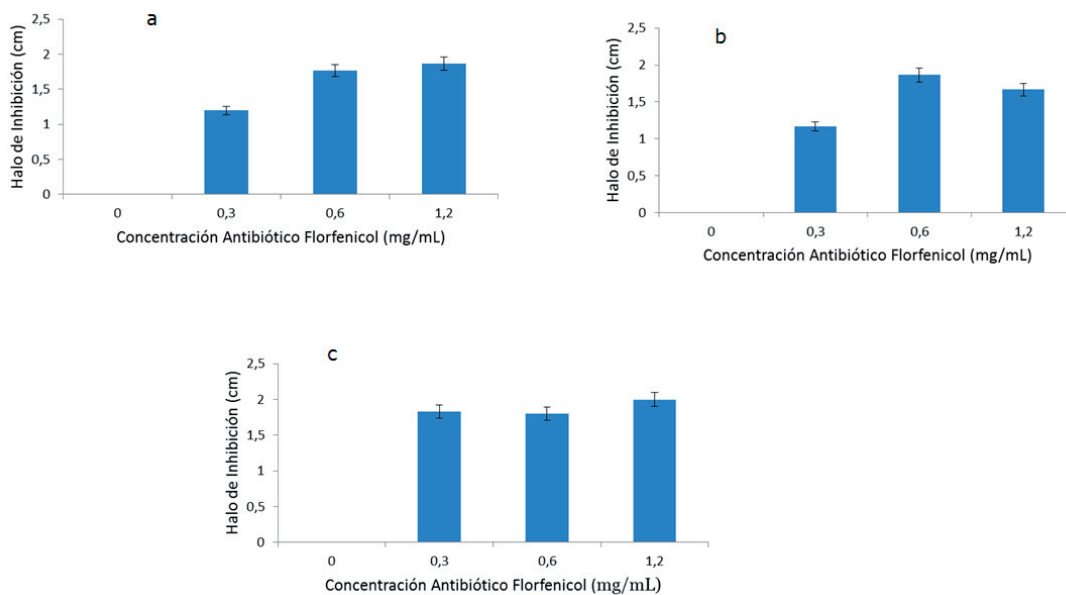 a
2,5
2
1,5
1
0,5
0
Halo de Inhibición (cm)
0 0,3 0,6 1,2
Concentración Antibiótico Florfenicol (mg/mL)
b
2,5
2
1,5
1
0,5
0
Halo de Inhibición (cm)
0 0,3 0,6 1,2
Concentración Antibiótico Florfenicol (mg/mL)
c
2,5
2
1,5
1
0,5
0
Halo de Inhibición (cm)
0 0,3 0,6 1,2
Concentración Antibiótico Florfenicol (mg/mL)